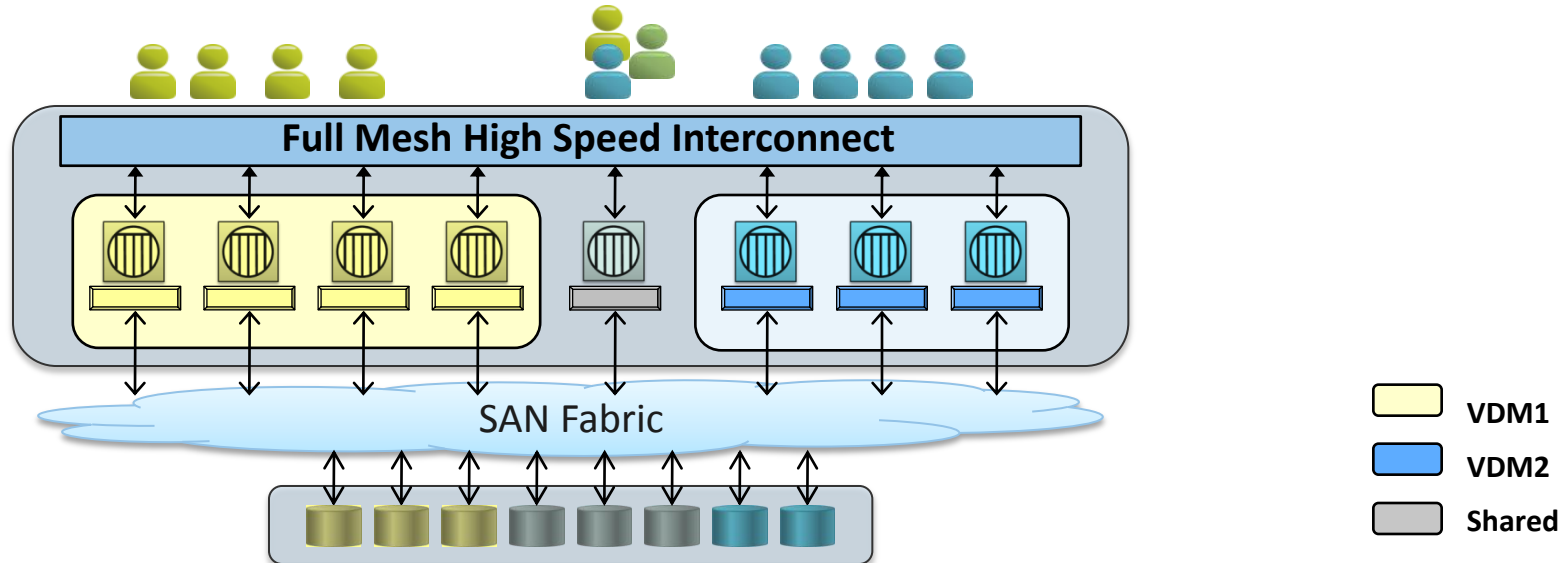 Full Mesh High Speed Interconnect
SAN Fabric
VDM1
VDM2
Shared